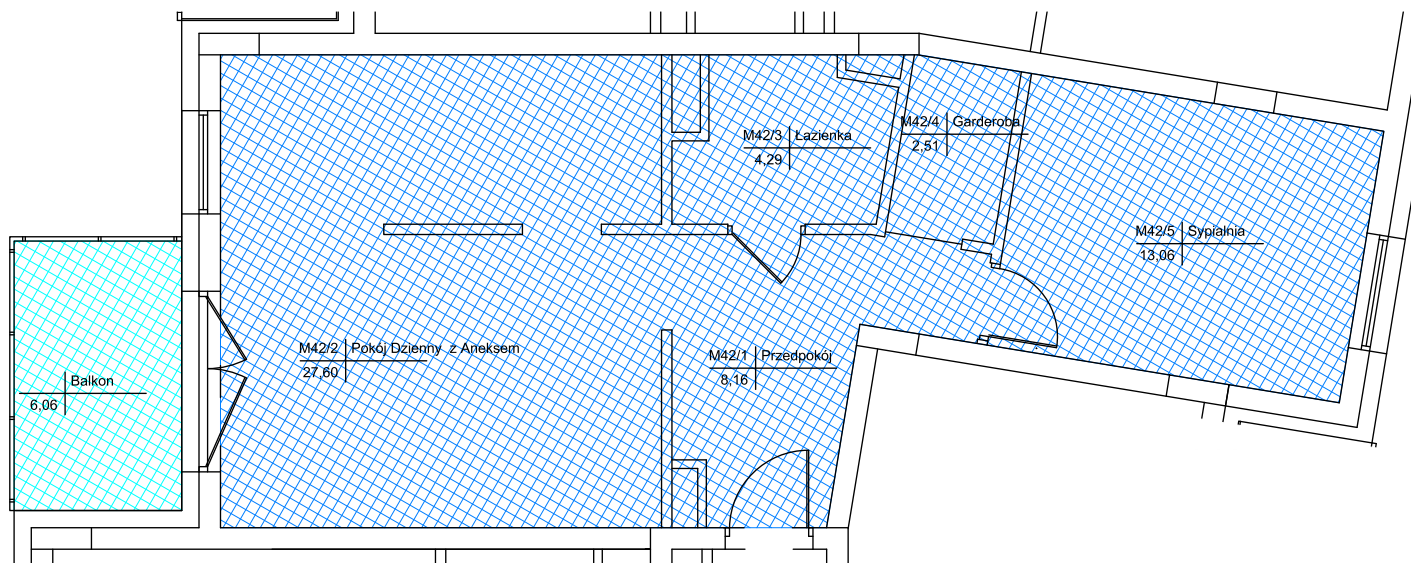 M42/3 Łazienka
4,29
M42/4 Garderoba
2,51
M42/5 Sypialnia
13,06
M42/2 Pokój Dzienny z Aneksem
27,60
M42/1 Przedpokój
8,16
Balkon
6,06